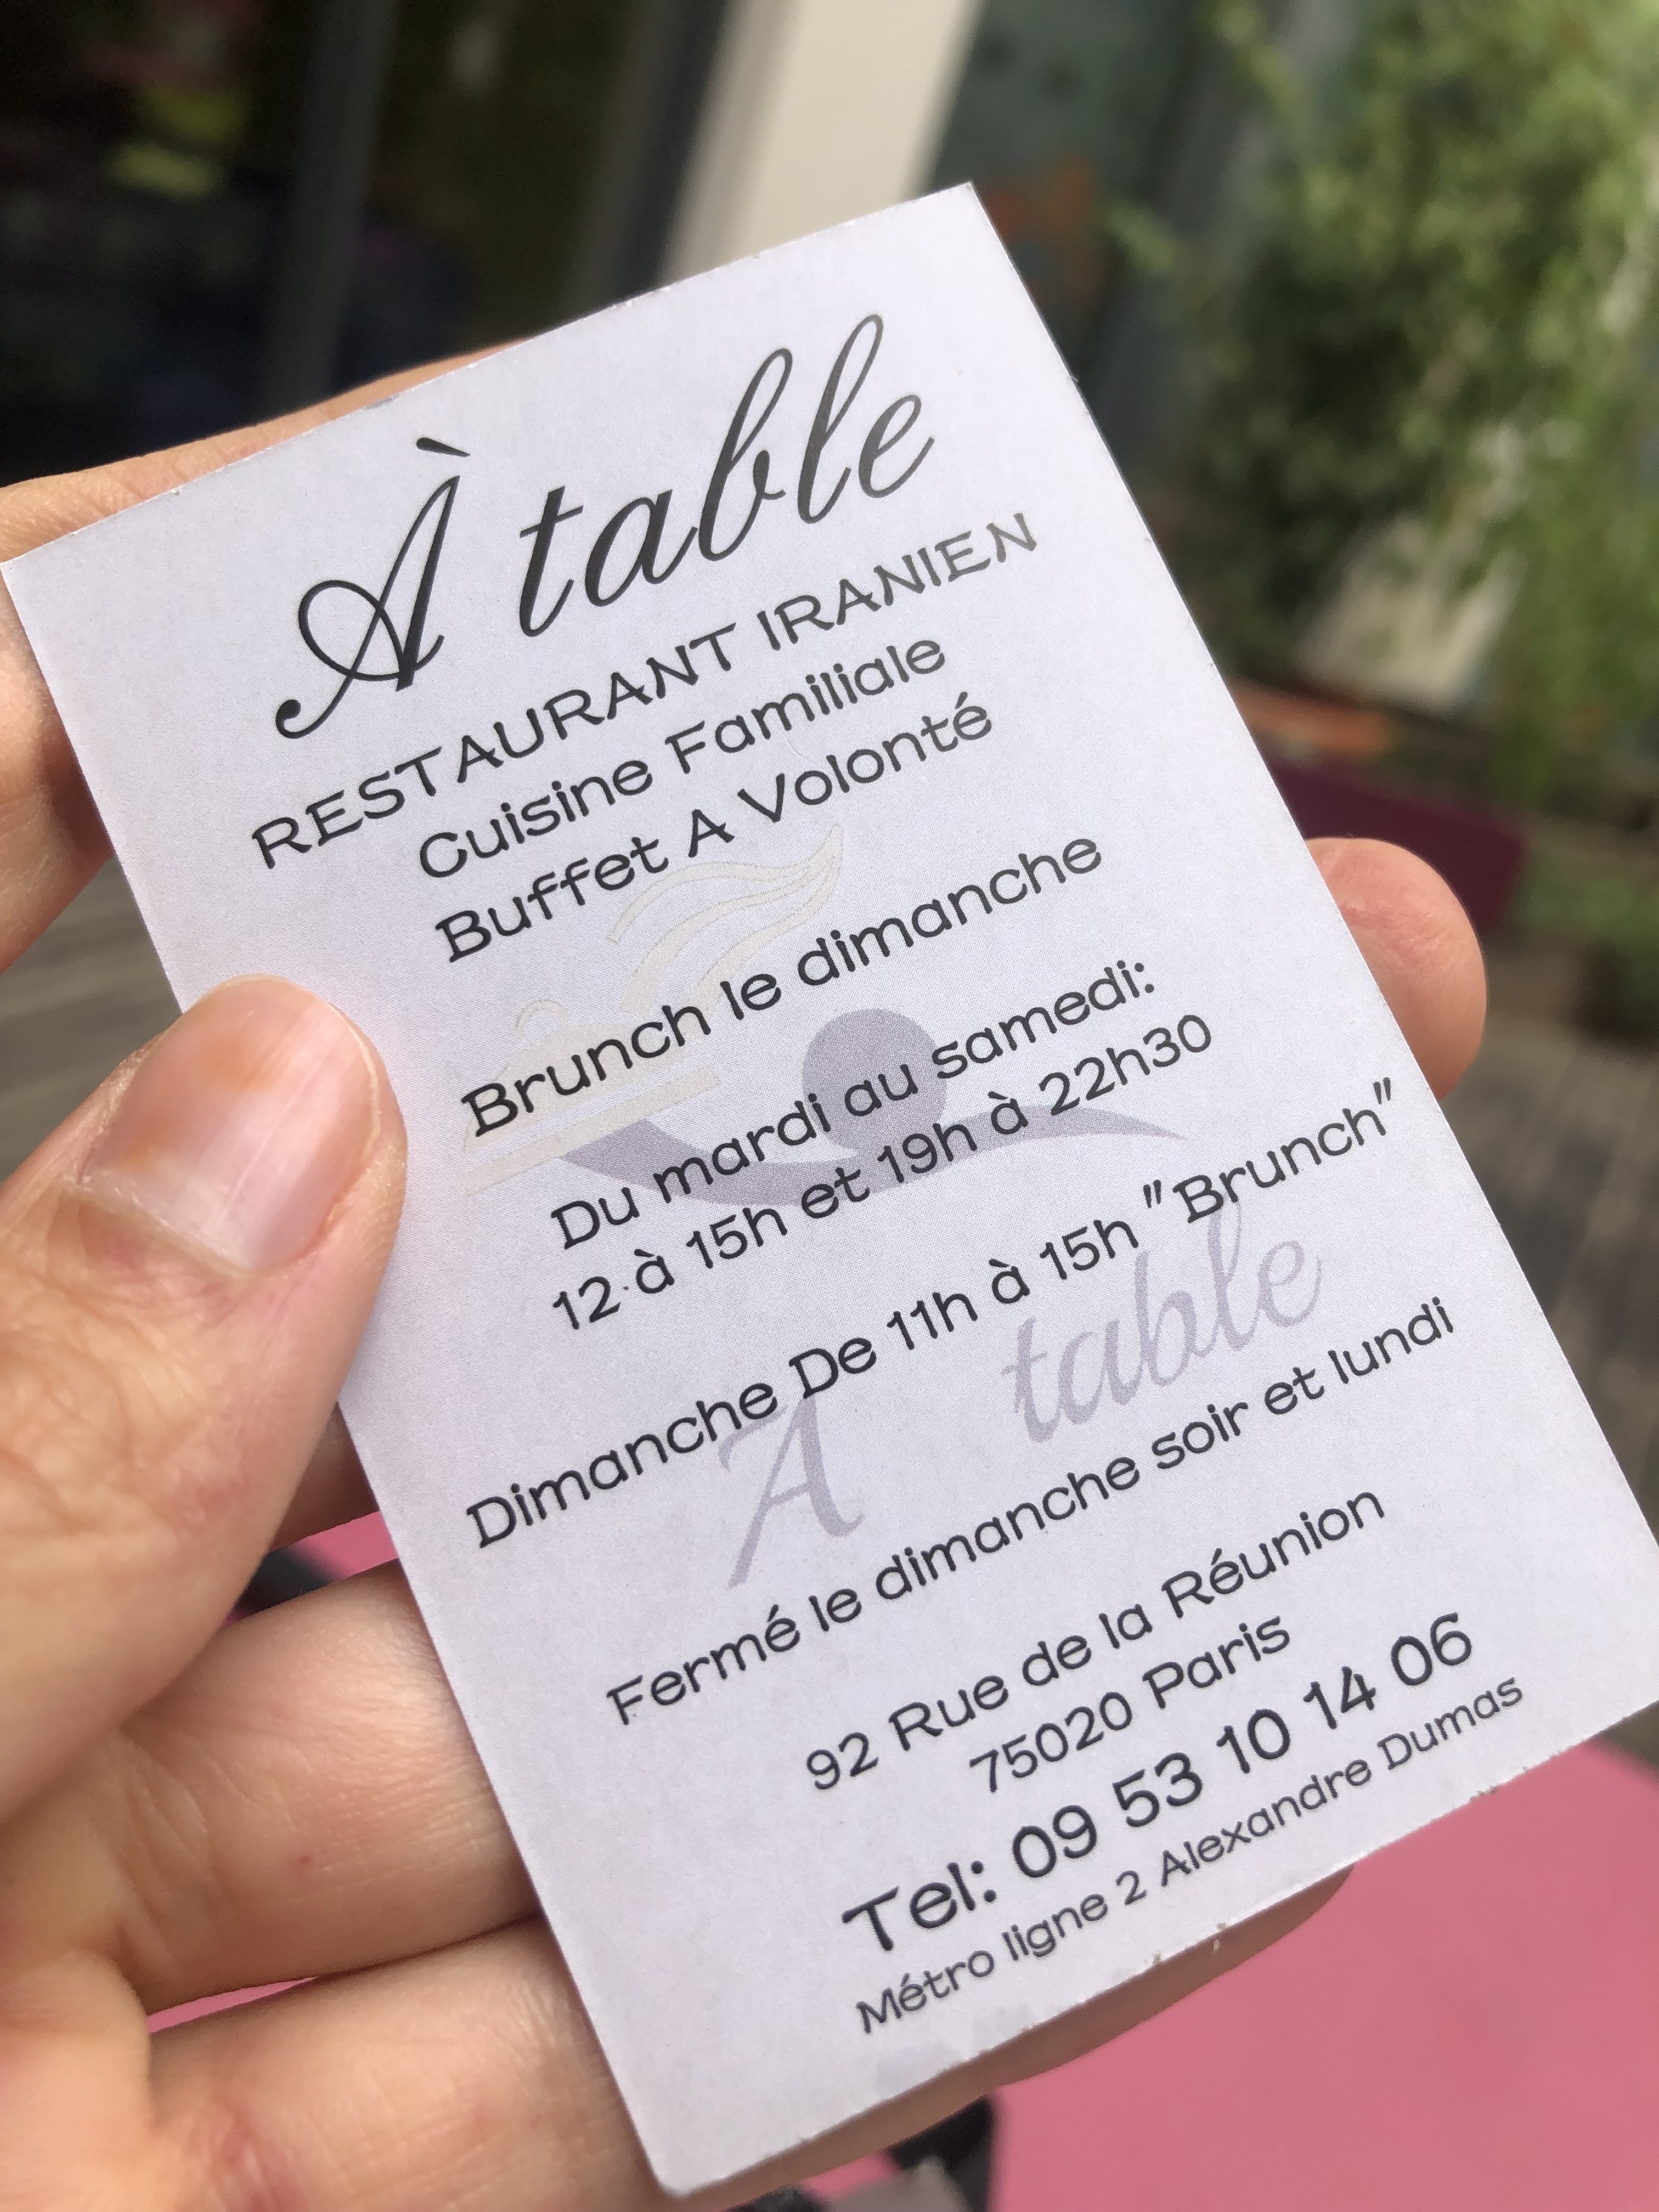 À table
RESTAURANT IRANIEN
Cuisine Familiale
Buffet A Volonté
Brunch le dimanche
Du mardi au samedi:
12 à 15h et 19h à 22h30
Dimanche De 11h à 15h "Brunch"
A table
Fermé le dimanche soir et lundi
92 Rue de la Réunion
75020 Paris
Tel: 09 53 10 14 06
Métro ligne 2 Alexandre Dumas